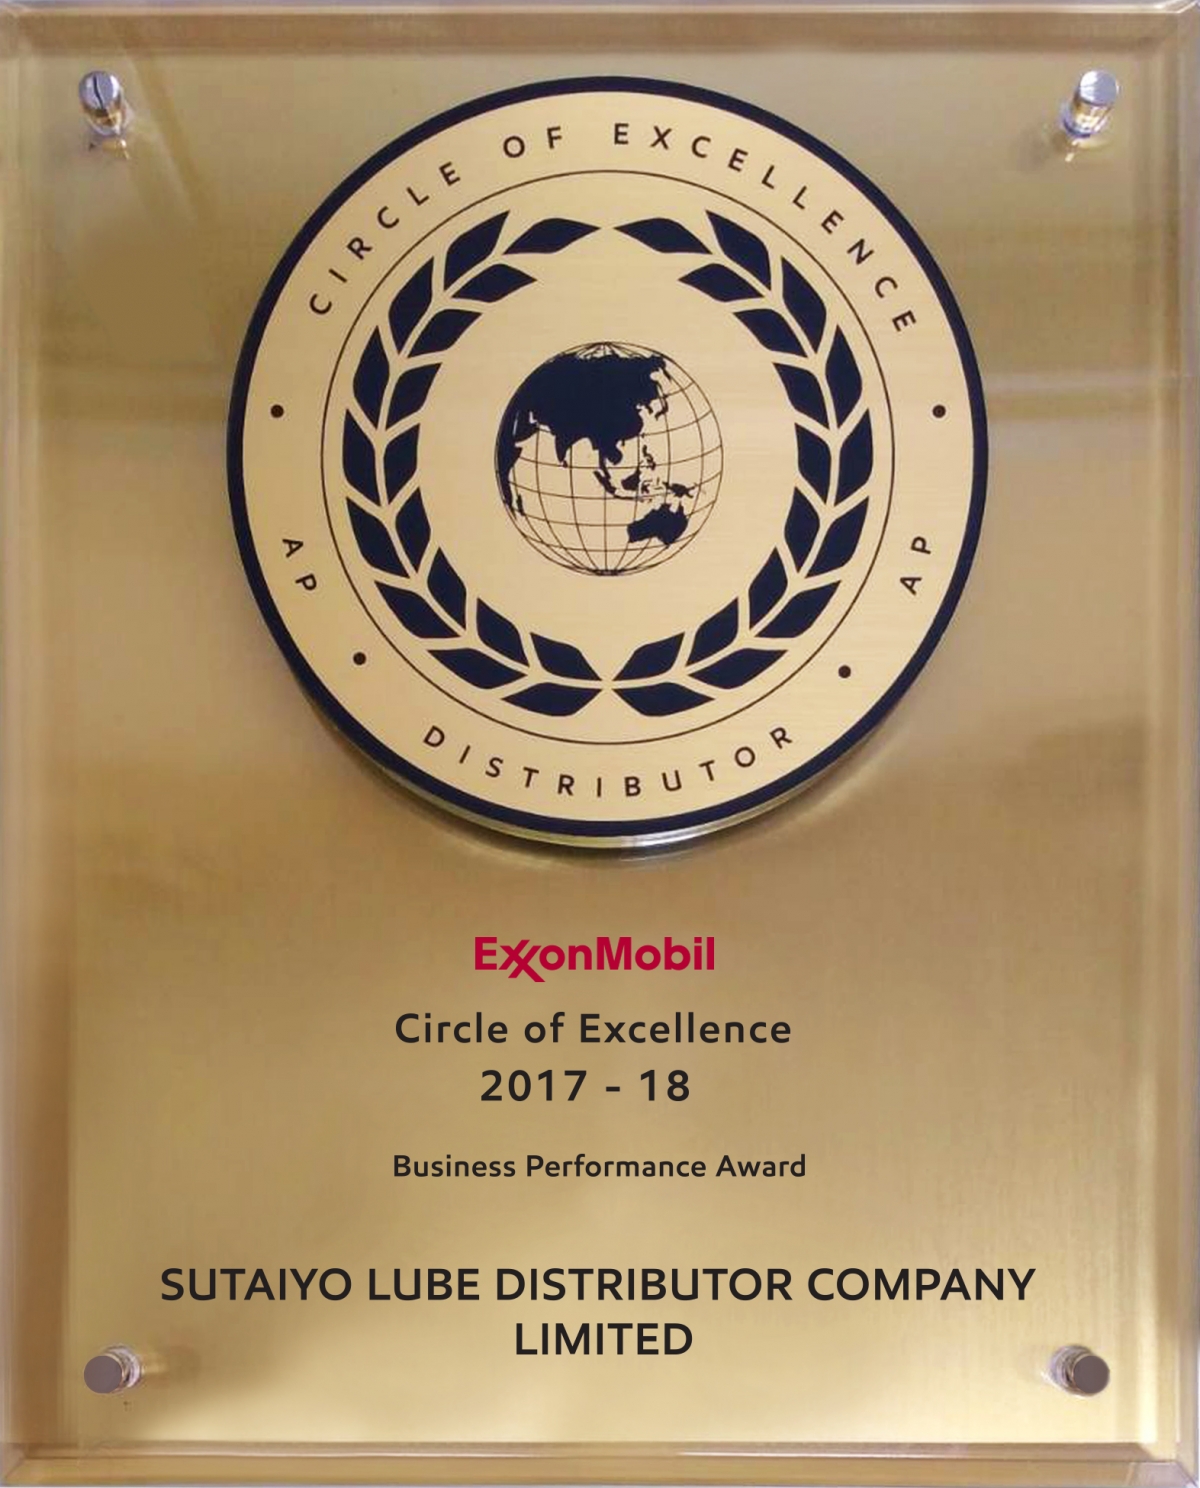 CIRCLE OF EXCELLENCE
AP
AP
DISTRIBUTOR
ExxonMobil
Circle of Excellence
2017 - 18
Business Performance Award
SUTAIYO LUBE DISTRIBUTOR COMPANY
LIMITED